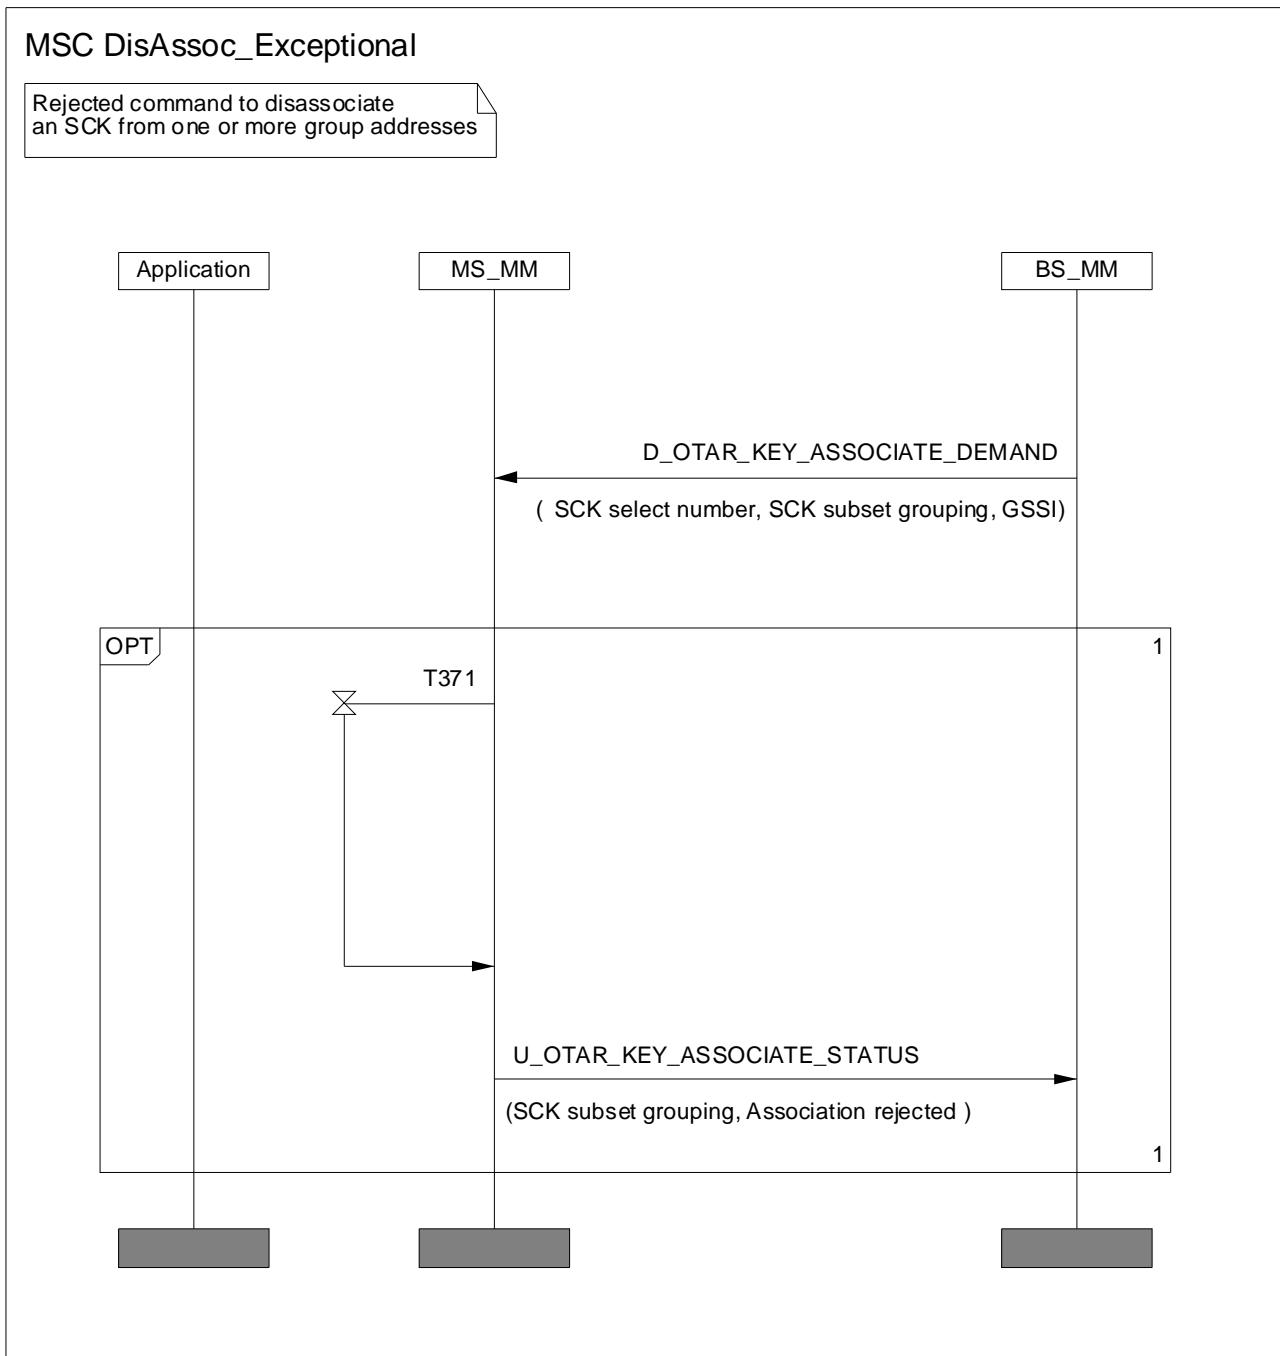 MSC DisAssoc_Exceptional
Rejected command to disassociate
an SCK from one or more group addresses
Application
MS_MM
BS_MM
D_OTAR_KEY_ASSOCIATE_DEMAND
( SCK select number, SCK subset grouping, GSSI)
OPT
1
T371
U_OTAR_KEY_ASSOCIATE_STATUS
(SCK subset grouping, Association rejected )
1